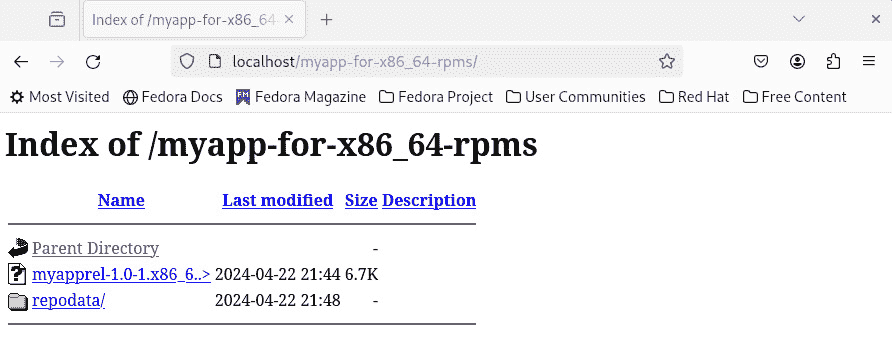 Index of /myapp-for-x86_64
localhost/myapp-for-x86_64-rpms/
Most Visited Fedora Docs Fedora Magazine Fedora Project User Communities Red Hat Free Content
Index of /myapp-for-x86_64-rpms
Name Last modified Size Description
Parent Directory -
myapprel-1.0-1.x86_6..> 2024-04-22 21:44 6.7K
repodata/ 2024-04-22 21:48 -